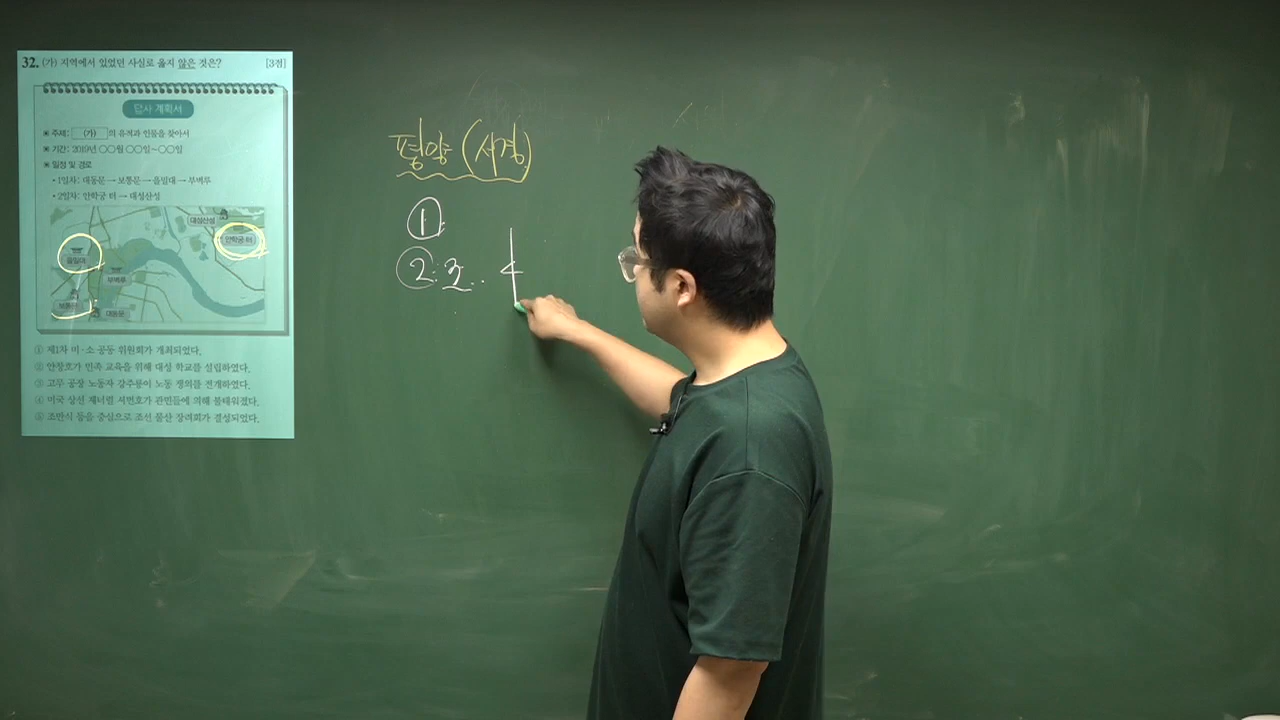 32. (가) 지역에서 있었던 사실로 옳지 않은 것은? [3점]
답사 계획서
▣ 주제: (가) 의 유적과 인물을 찾아서
▣ 기간: 2019년 ○○월 ○○일~○○일
▣ 일정 및 경로
• 1일차: 대동문 → 보통문 → 을밀대 → 부벽루
• 2일차: 안학궁 터 → 대성산성
대성산성
안학궁 터
을밀대
부벽루
보통문
대동문
① 제1차 미·소 공동 위원회가 개최되었다.
② 안창호가 민족 교육을 위해 대성 학교를 설립하였다.
③ 고무 공장 노동자 강주룡이 노동 쟁의를 전개하였다.
④ 미국 상선 제너럴 셔먼호가 관민들에 의해 불태워졌다.
⑤ 조만식 등을 중심으로 조선 물산 장려회가 결성되었다.
평양 (서경)
①:
②: 조..